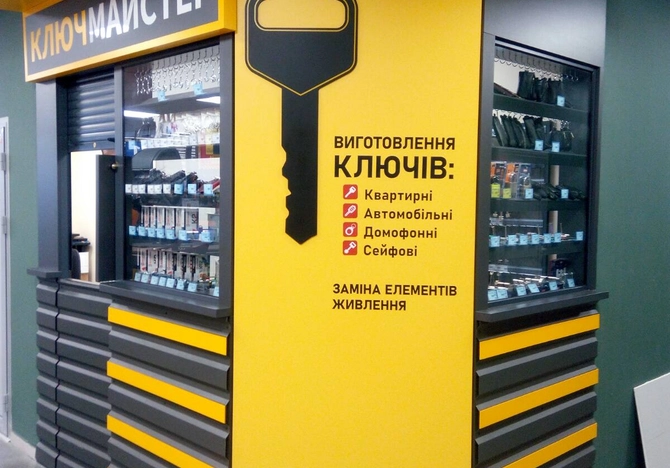 КЛЮЧМАЙСТЕР
ВИГОТОВЛЕННЯ
КЛЮЧІВ:
Квартирні
Автомобільні
Домофонні
Сейфові
ЗАМІНА ЕЛЕМЕНТІВ
ЖИВЛЕННЯ